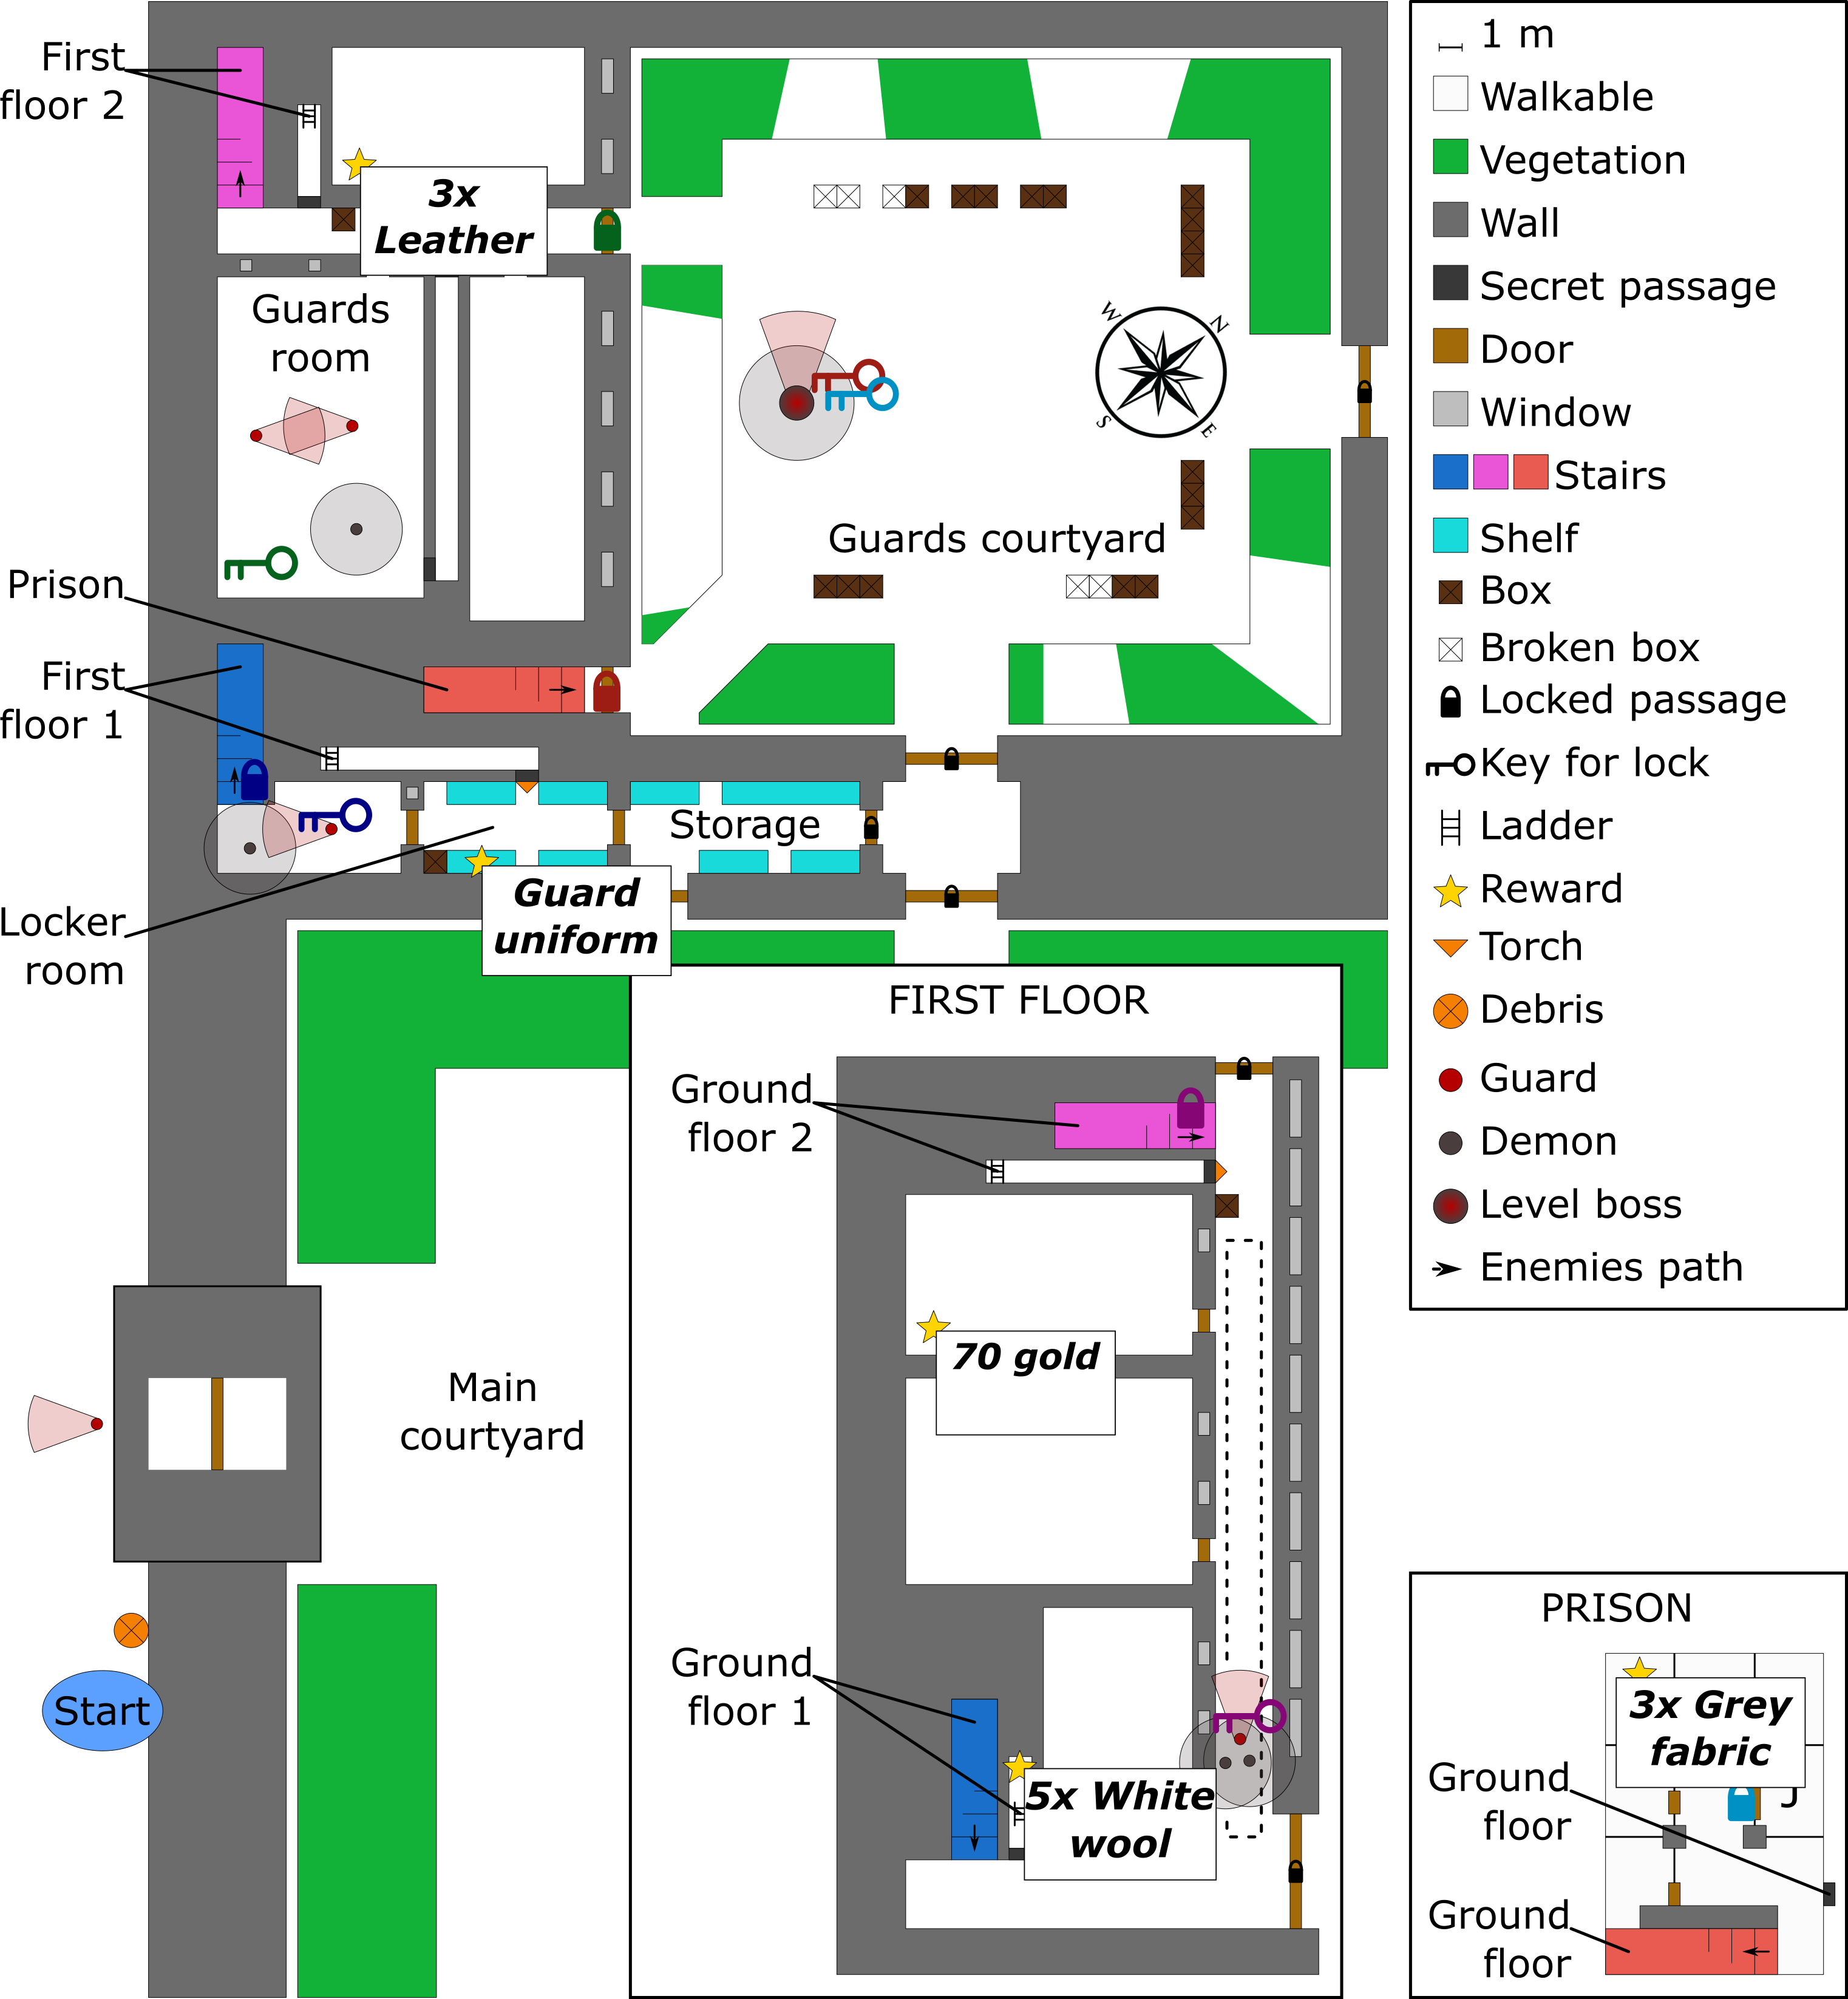 First
floor 2
3x
Leather
Guards
room
W
N
S
E
Guards courtyard
Prison
First
floor 1
Storage
Locker
room
Guard
uniform
Main
courtyard
Start
FIRST FLOOR
Ground
floor 2
70 gold
Ground
floor 1
5x White
wool
1 m
Walkable
Vegetation
Wall
Secret passage
Door
Window
Stairs
Shelf
Box
Broken box
Locked passage
Key for lock
Ladder
Reward
Torch
Debris
Guard
Demon
Level boss
Enemies path
PRISON
3x Grey
fabric
Ground
floor
Ground
floor